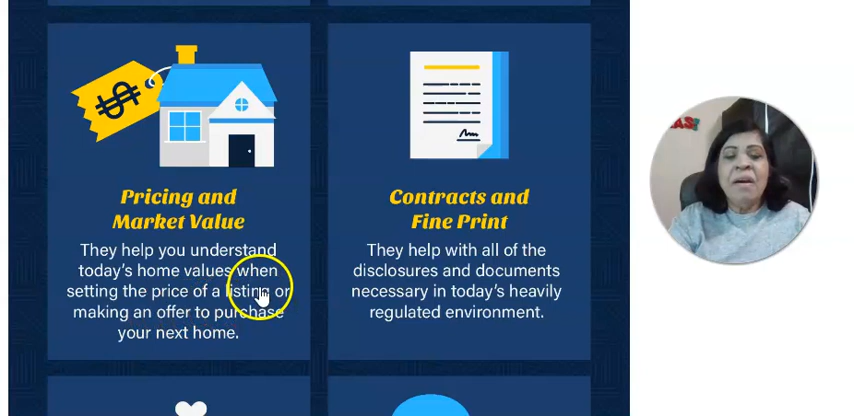 Pricing and
Market Value
They help you understand
today's home values when
setting the price of a listing or
making an offer to purchase
your next home.
Contracts and
Fine Print
They help with all of the
disclosures and documents
necessary in today's heavily
regulated environment.